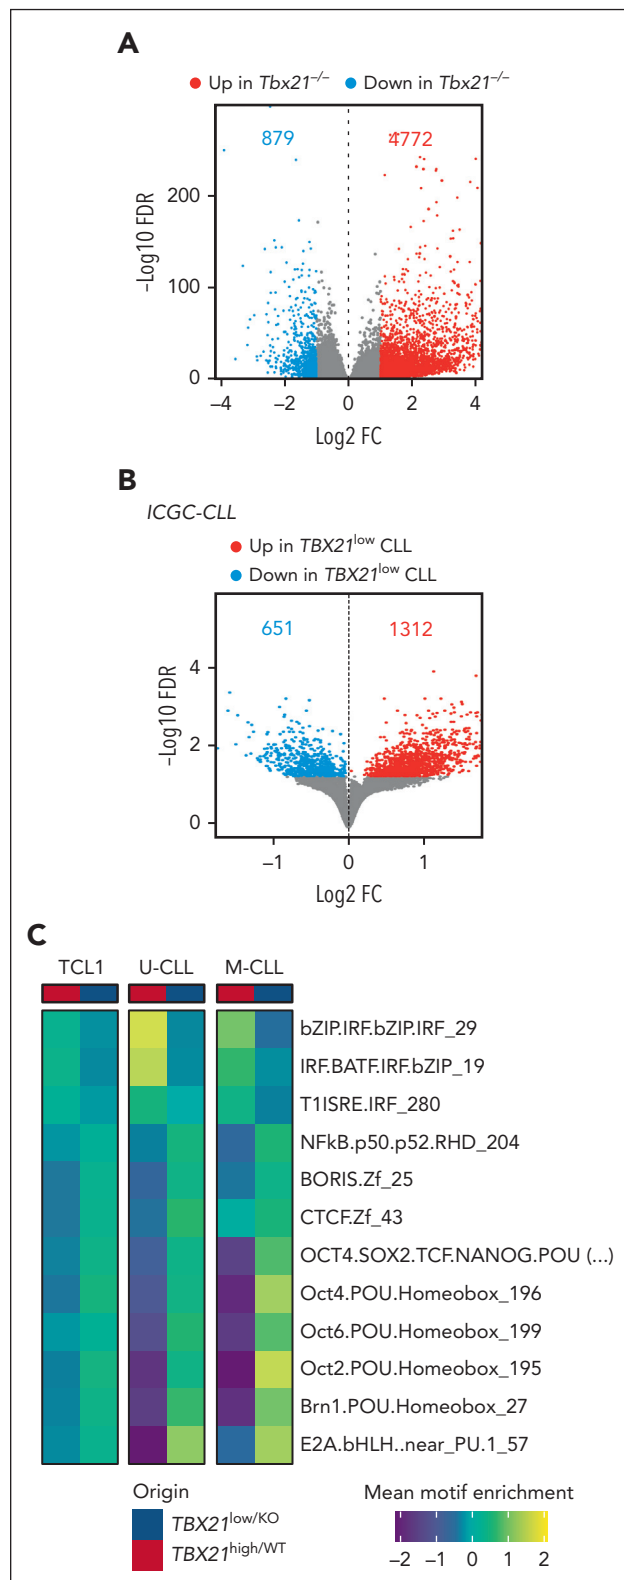 A
Up in Tbx21−/− Down in Tbx21−/−
879 4772
−Log10 FDR
200
100
0
−4 −2 0 2 4
Log2 FC
B
ICGC-CLL
Up in TBX21low CLL
Down in TBX21low CLL
651 1312
−Log10 FDR
4
2
0
−1 0 1
Log2 FC
C
TCL1 U-CLL M-CLL
bZIP.IRF.bZIP.IRF_29
IRF.BATF.IRF.bZIP_19
T1ISRE.IRF_280
NFkB.p50.p52.RHD_204
BORIS.Zf_25
CTCF.Zf_43
OCT4.SOX2.TCF.NANOG.POU (...)
Oct4.POU.Homeobox_196
Oct6.POU.Homeobox_199
Oct2.POU.Homeobox_195
Brn1.POU.Homeobox_27
E2A.bHLH..near_PU.1_57
Origin
TBX21low/KO
TBX21high/WT
Mean motif enrichment
−2 −1 0 1 2